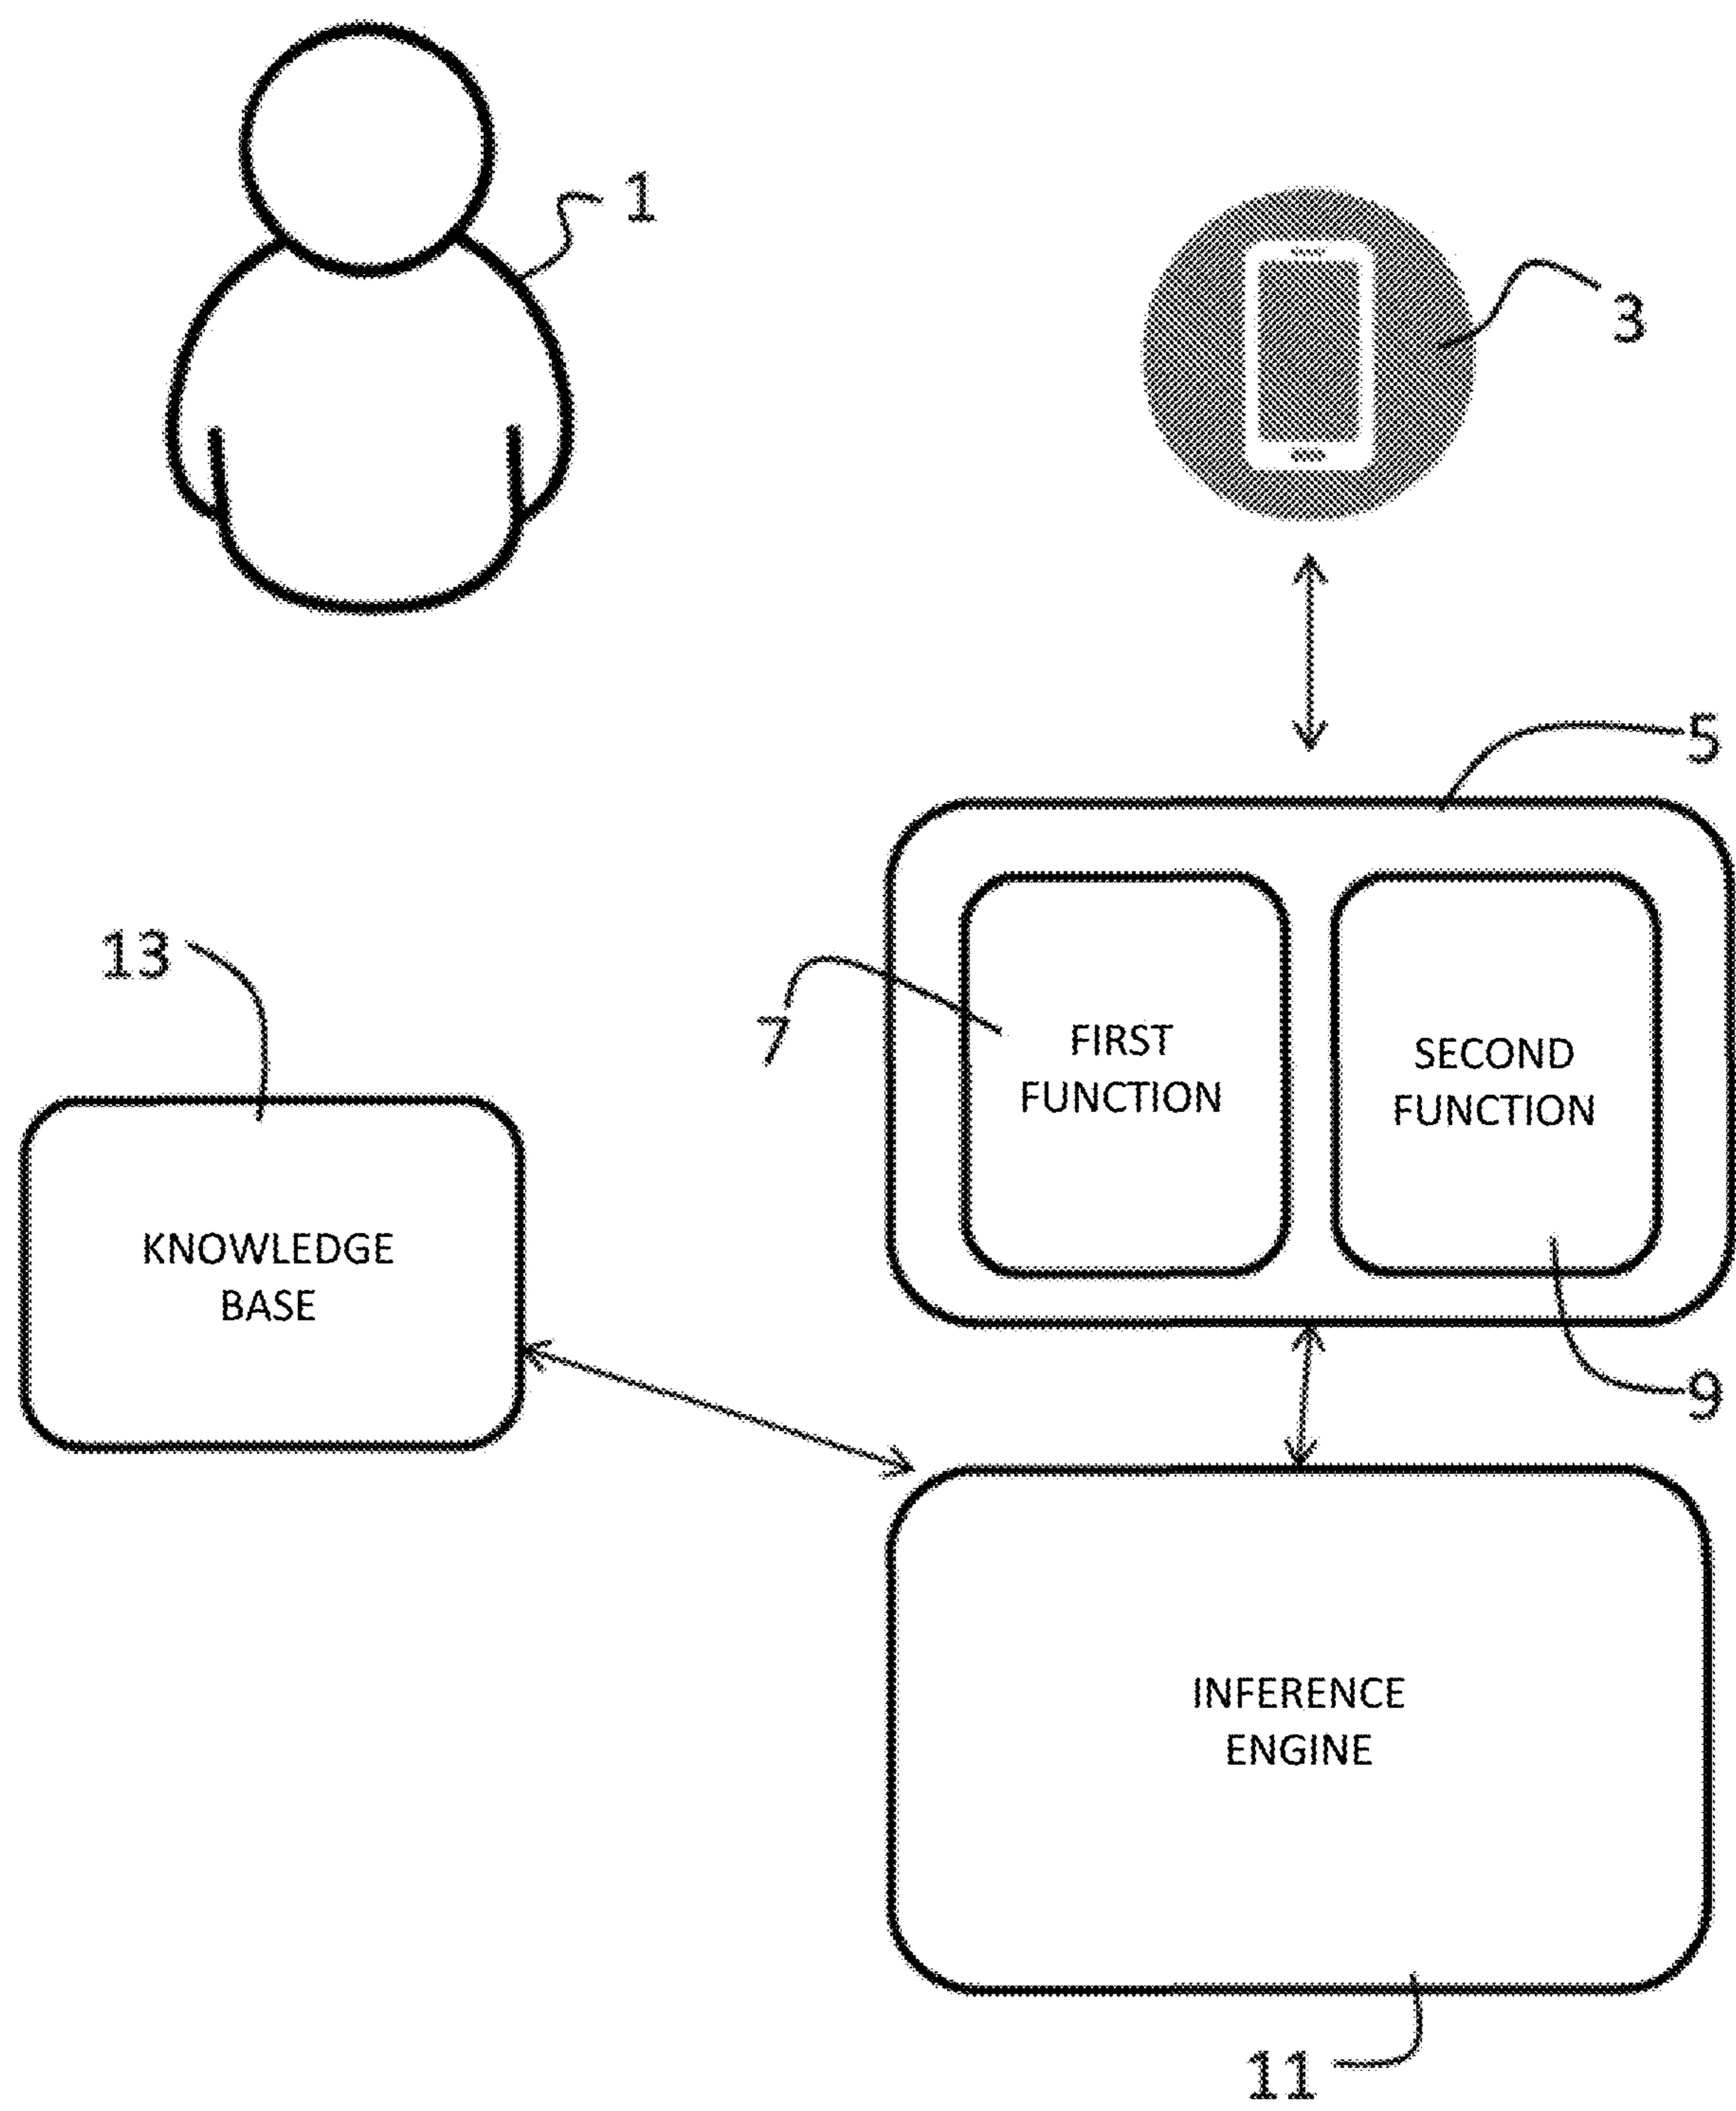 1
3
5
13
7
FIRST
FUNCTION
SECOND
FUNCTION
KNOWLEDGE
BASE
9
INFERENCE
ENGINE
11